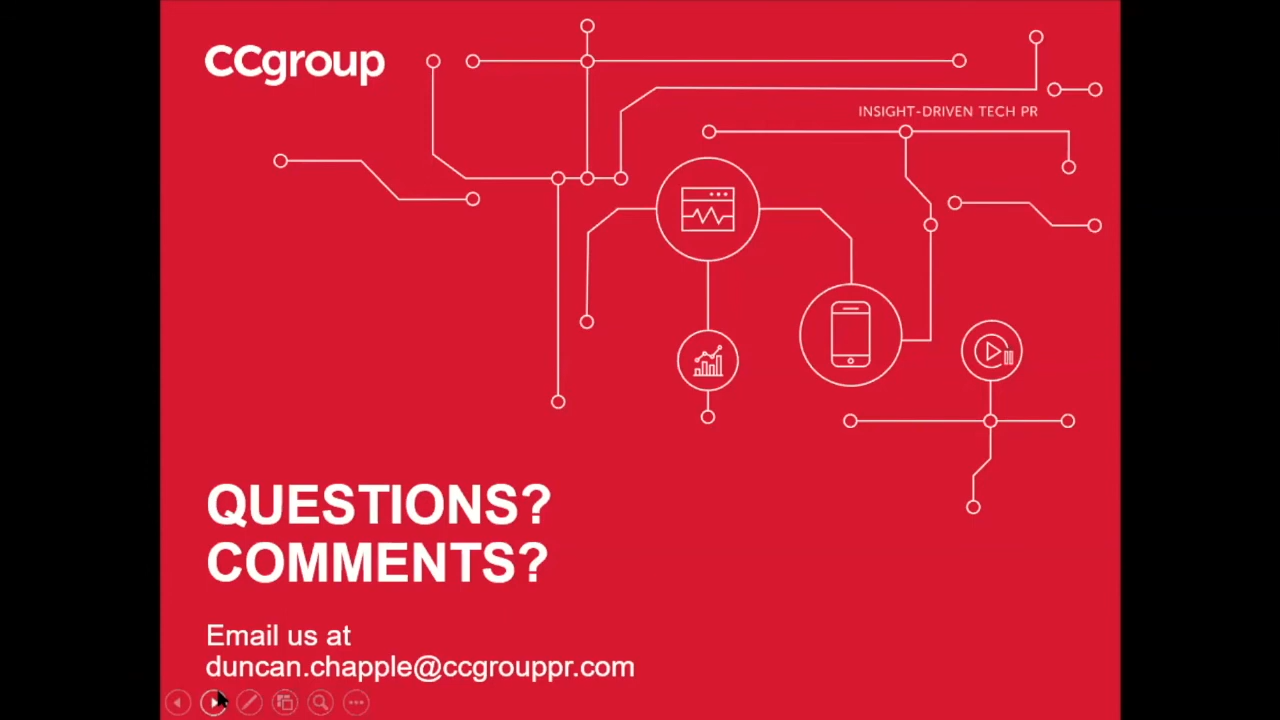 CCgroup
INSIGHT-DRIVEN TECH PR
QUESTIONS?
COMMENTS?
Email us at
duncan.chapple@ccgrouppr.com